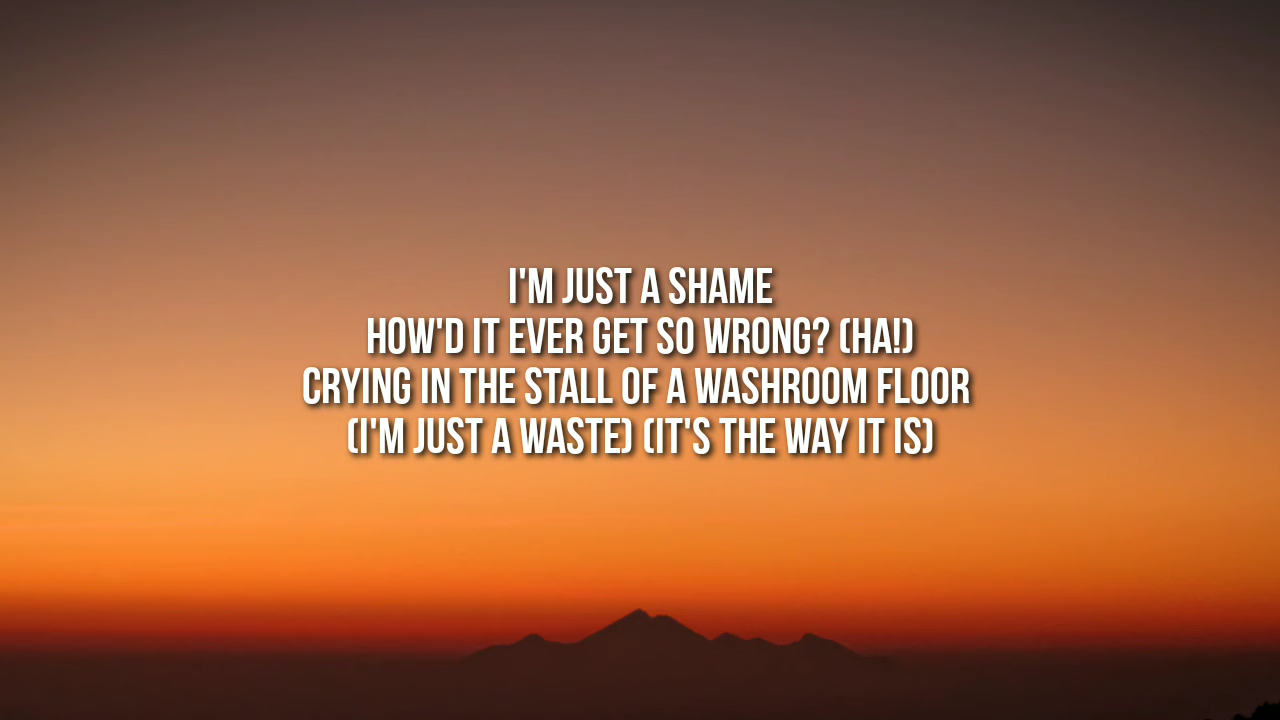 I'M JUST A SHAME
HOW'D IT EVER GET SO WRONG? (HA!)
CRYING IN THE STALL OF A WASHROOM FLOOR
(I'M JUST A WASTE) (IT'S THE WAY IT IS)